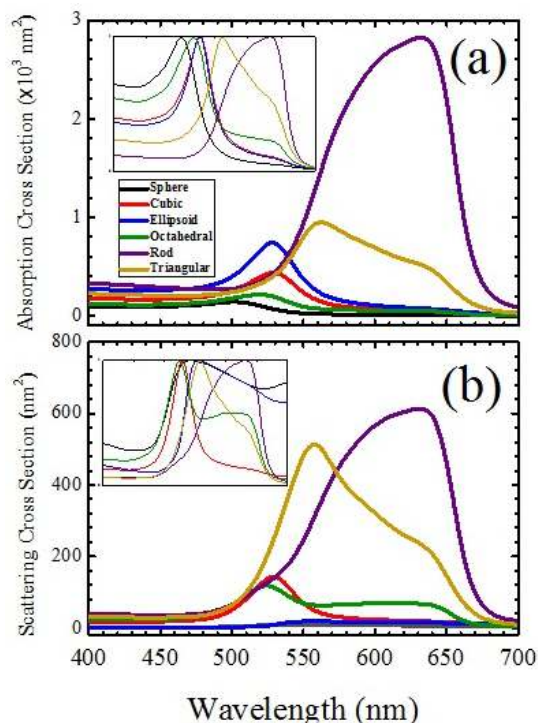 3
(a)
2
1
0
Absorption Cross Section (x10³ nm²)
Sphere
Cubic
Ellipsoid
Octahedral
Rod
Triangular
800
(b)
600
400
200
0
Scattering Cross Section (nm²)
400 450 500 550 600 650 700
Wavelength (nm)